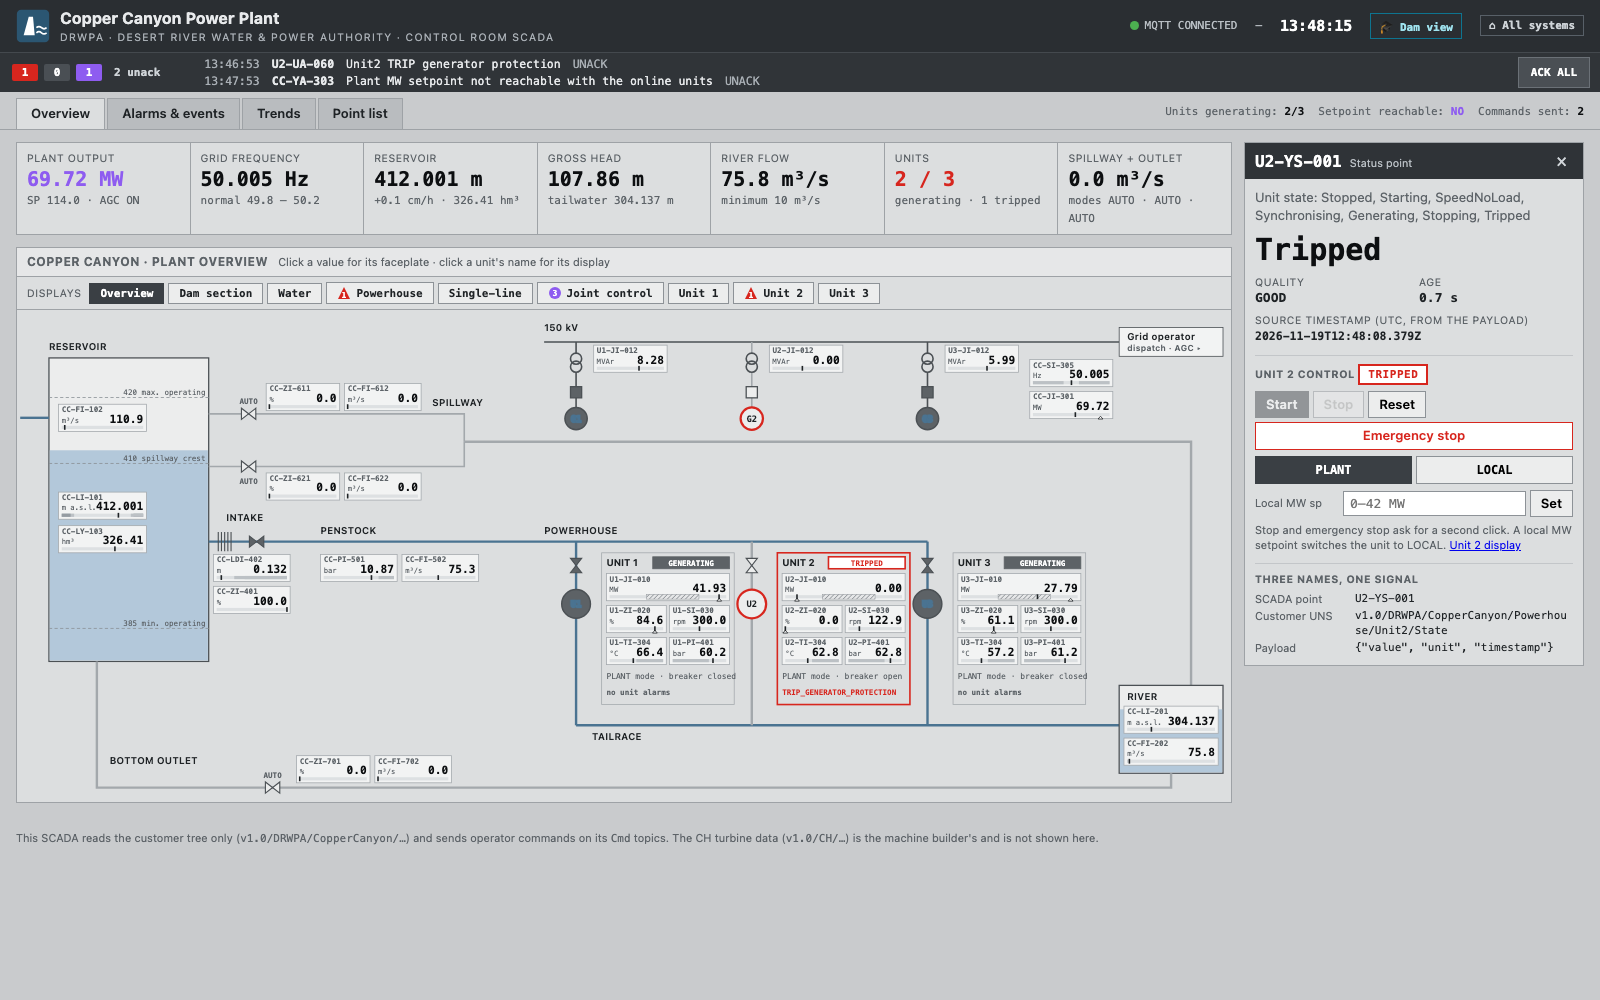 Copper Canyon Power Plant
DRWPA · DESERT RIVER WATER & POWER AUTHORITY · CONTROL ROOM SCADA
MQTT CONNECTED — 13:48:15 Dam view ⌂ All systems
1 0 1 2 unack
13:46:53 U2-UA-060 Unit2 TRIP generator protection UNACK
13:47:53 CC-YA-303 Plant MW setpoint not reachable with the online units UNACK
ACK ALL
Overview Alarms & events Trends Point list
Units generating: 2/3 Setpoint reachable: NO Commands sent: 2
PLANT OUTPUT
69.72 MW
SP 114.0 · AGC ON
GRID FREQUENCY
50.005 Hz
normal 49.8 – 50.2
RESERVOIR
412.001 m
+0.1 cm/h · 326.41 hm³
GROSS HEAD
107.86 m
tailwater 304.137 m
RIVER FLOW
75.8 m³/s
minimum 10 m³/s
UNITS
2 / 3
generating · 1 tripped
SPILLWAY + OUTLET
0.0 m³/s
modes AUTO · AUTO ·
AUTO
COPPER CANYON · PLANT OVERVIEW Click a value for its faceplate · click a unit's name for its display
DISPLAYS Overview Dam section Water 1 Powerhouse Single-line 3 Joint control Unit 1 1 Unit 2 Unit 3
150 kV
Grid operator
dispatch · AGC
RESERVOIR
420 max. operating
CC-FI-102
m³/s 110.9
410 spillway crest
CC-LI-101
m a.s.l. 412.001
CC-LY-103
hm³ 326.41
385 min. operating
AUTO
CC-ZI-611
% 0.0
CC-FI-612
m³/s 0.0
SPILLWAY
AUTO
CC-ZI-621
% 0.0
CC-FI-622
m³/s 0.0
U1-JI-012
MVAr 8.28
U2-JI-012
MVAr 0.00
U3-JI-012
MVAr 5.99
CC-SI-305
Hz 50.005
CC-JI-301
MW 69.72
G2
INTAKE
PENSTOCK
POWERHOUSE
CC-LDI-402
m 0.132
CC-ZI-401
% 100.0
CC-PI-501
bar 10.87
CC-FI-502
m³/s 75.3
UNIT 1 GENERATING
U1-JI-010
MW 41.93
U1-ZI-020
% 84.6
U1-SI-030
rpm 300.0
U1-TI-304
°C 66.4
U1-PI-401
bar 60.2
PLANT mode · breaker closed
no unit alarms
U2
UNIT 2 TRIPPED
U2-JI-010
MW 0.00
U2-ZI-020
% 0.0
U2-SI-030
rpm 122.9
U2-TI-304
°C 62.8
U2-PI-401
bar 62.8
PLANT mode · breaker open
TRIP_GENERATOR_PROTECTION
UNIT 3 GENERATING
U3-JI-010
MW 27.79
U3-ZI-020
% 61.1
U3-SI-030
rpm 300.0
U3-TI-304
°C 57.2
U3-PI-401
bar 61.2
PLANT mode · breaker closed
no unit alarms
TAILRACE
RIVER
CC-LI-201
m a.s.l. 304.137
CC-FI-202
m³/s 75.8
BOTTOM OUTLET
AUTO
CC-ZI-701
% 0.0
CC-FI-702
m³/s 0.0
U2-YS-001 Status point ×
Unit state: Stopped, Starting, SpeedNoLoad,
Synchronising, Generating, Stopping, Tripped
Tripped
QUALITY AGE
GOOD 0.7 s
SOURCE TIMESTAMP (UTC, FROM THE PAYLOAD)
2026-11-19T12:48:08.379Z
UNIT 2 CONTROL TRIPPED
Start Stop Reset
Emergency stop
PLANT LOCAL
Local MW sp 0–42 MW Set
Stop and emergency stop ask for a second click. A local MW
setpoint switches the unit to LOCAL. Unit 2 display
THREE NAMES, ONE SIGNAL
SCADA point U2-YS-001
Customer UNS v1.0/DRWPA/CopperCanyon/Powerhou
se/Unit2/State
Payload {"value", "unit", "timestamp"}
This SCADA reads the customer tree only (v1.0/DRWPA/CopperCanyon/…) and sends operator commands on its Cmd topics. The CH turbine data (v1.0/CH/…) is the machine builder's and is not shown here.